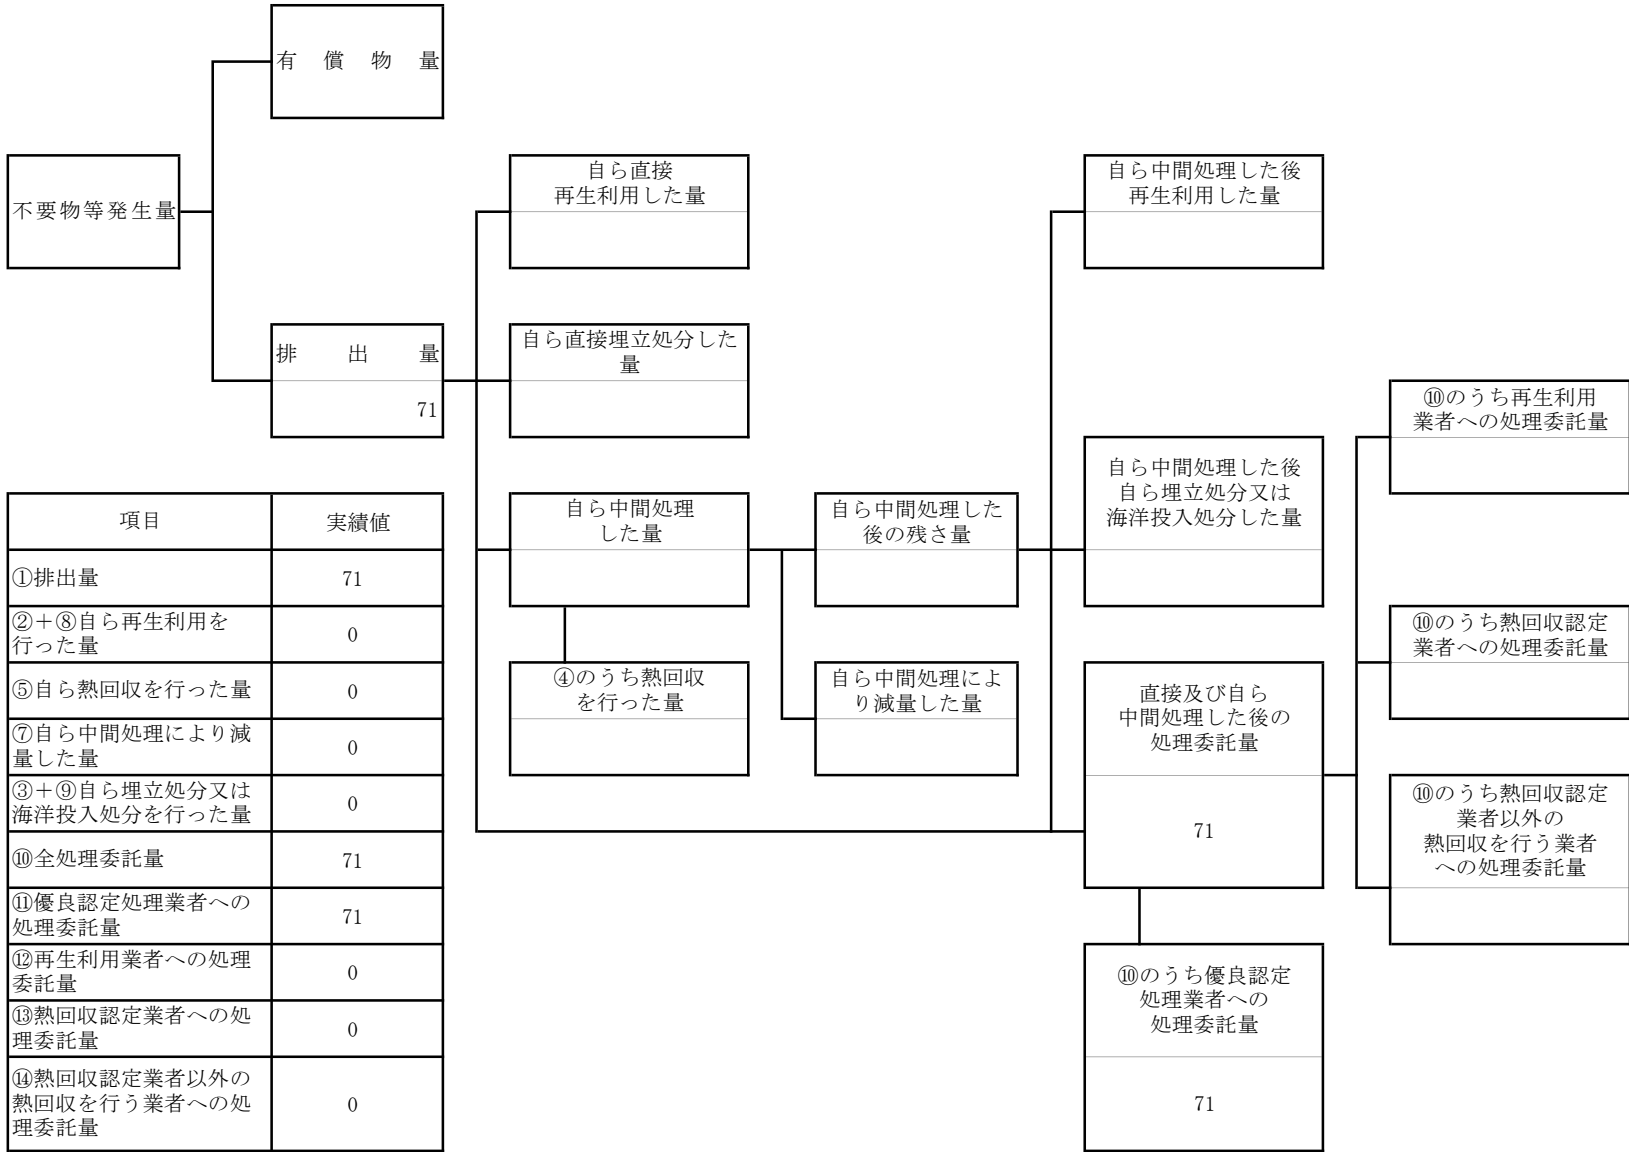 有償物量
不要物等発生量
排出量
71
自ら直接
再生利用した量
自ら直接埋立処分した
量
自ら中間処理
した量
④のうち熱回収
を行った量
自ら中間処理した
後の残さ量
自ら中間処理によ
り減量した量
自ら中間処理した後
再生利用した量
自ら中間処理した後
自ら埋立処分又は
海洋投入処分した量
直接及び自ら
中間処理した後の
処理委託量
71
⑩のうち優良認定
処理業者への
処理委託量
71
⑩のうち再生利用
業者への処理委託量
⑩のうち熱回収認定
業者への処理委託量
⑩のうち熱回収認定
業者以外の
熱回収を行う業者
への処理委託量
項目 実績値
①排出量 71
②＋⑧自ら再生利用を
行った量 0
⑤自ら熱回収を行った量 0
⑦自ら中間処理により減
量した量 0
③＋⑨自ら埋立処分又は
海洋投入処分を行った量 0
⑩全処理委託量 71
⑪優良認定処理業者への
処理委託量 71
⑫再生利用業者への処理
委託量 0
⑬熱回収認定業者への処
理委託量 0
⑭熱回収認定業者以外の
熱回収を行う業者への処
理委託量 0